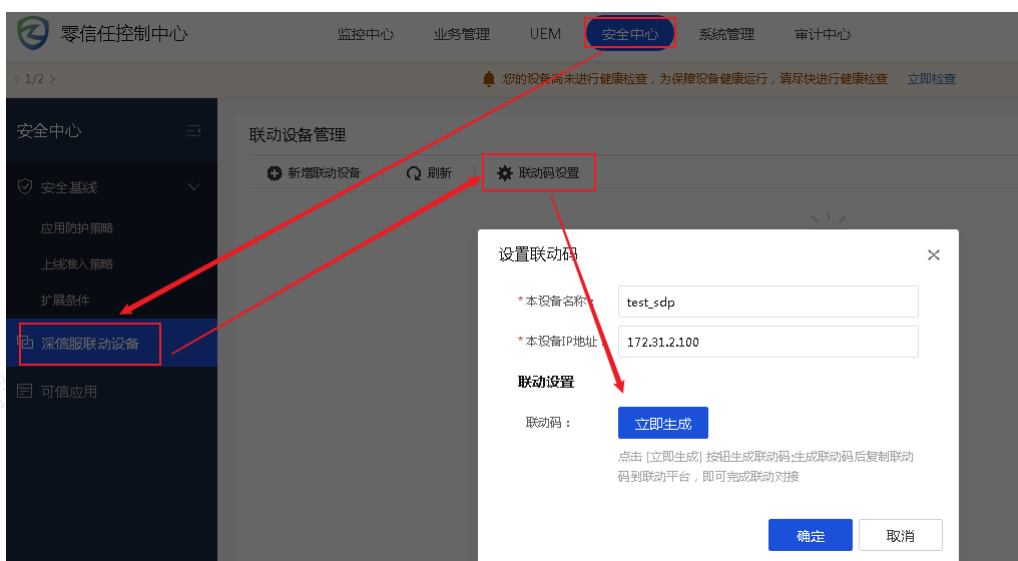 零信任控制中心
监控中心 业务管理 UEM 安全中心 系统管理 审计中心
< 1/2 >
您的设备尚未进行健康检查，为保障设备健康运行，请尽快进行健康检查 立即检查
安全中心
联动设备管理
新增联动设备 刷新 联动码设置
安全基线
应用防护策略
上线准入策略
扩展条件
深信服联动设备
可信应用
设置联动码
* 本设备名称：
test_sdp
* 本设备IP地址
172.31.2.100
联动设置
联动码：
立即生成
点击 [立即生成] 按钮生成联动码;生成联动码后复制联动
码到联动平台，即可完成联动对接
确定 取消